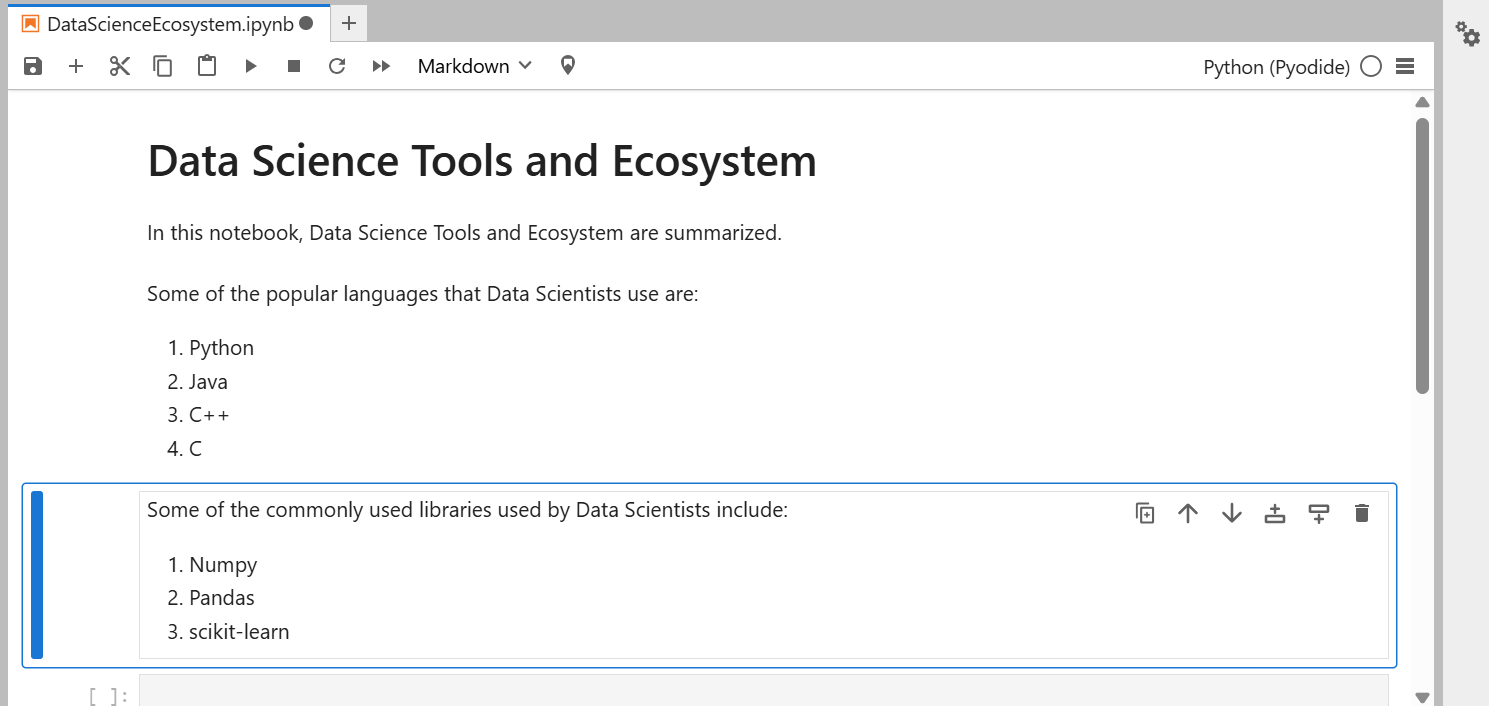 DataScienceEcosystem.ipynb
Markdown
Python (Pyodide)
Data Science Tools and Ecosystem
In this notebook, Data Science Tools and Ecosystem are summarized.
Some of the popular languages that Data Scientists use are:
1. Python
2. Java
3. C++
4. C
Some of the commonly used libraries used by Data Scientists include:
1. Numpy
2. Pandas
3. scikit-learn
[ ]: